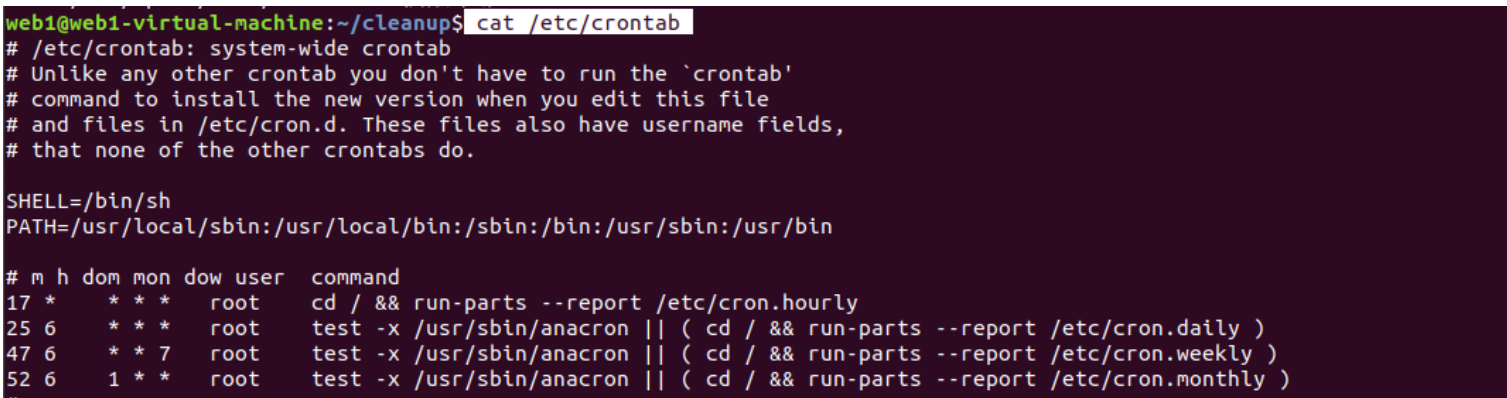 web1@web1-virtual-machine:~/cleanup$ cat /etc/crontab
# /etc/crontab: system-wide crontab
# Unlike any other crontab you don't have to run the `crontab'
# command to install the new version when you edit this file
# and files in /etc/cron.d. These files also have username fields,
# that none of the other crontabs do.

SHELL=/bin/sh
PATH=/usr/local/sbin:/usr/local/bin:/sbin:/bin:/usr/sbin:/usr/bin

# m h dom mon dow user  command
17 *    * * *   root    cd / && run-parts --report /etc/cron.hourly
25 6    * * *   root    test -x /usr/sbin/anacron || ( cd / && run-parts --report /etc/cron.daily )
47 6    * * 7   root    test -x /usr/sbin/anacron || ( cd / && run-parts --report /etc/cron.weekly )
52 6    1 * *   root    test -x /usr/sbin/anacron || ( cd / && run-parts --report /etc/cron.monthly )